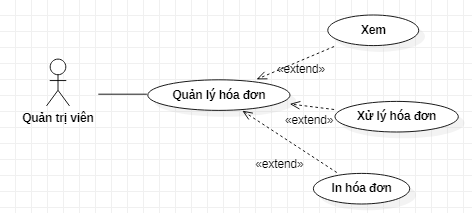 Xem
«extend»
Quản lý hóa đơn
Quản trị viên
Xử lý hóa đơn
«extend»
«extend»
In hóa đơn